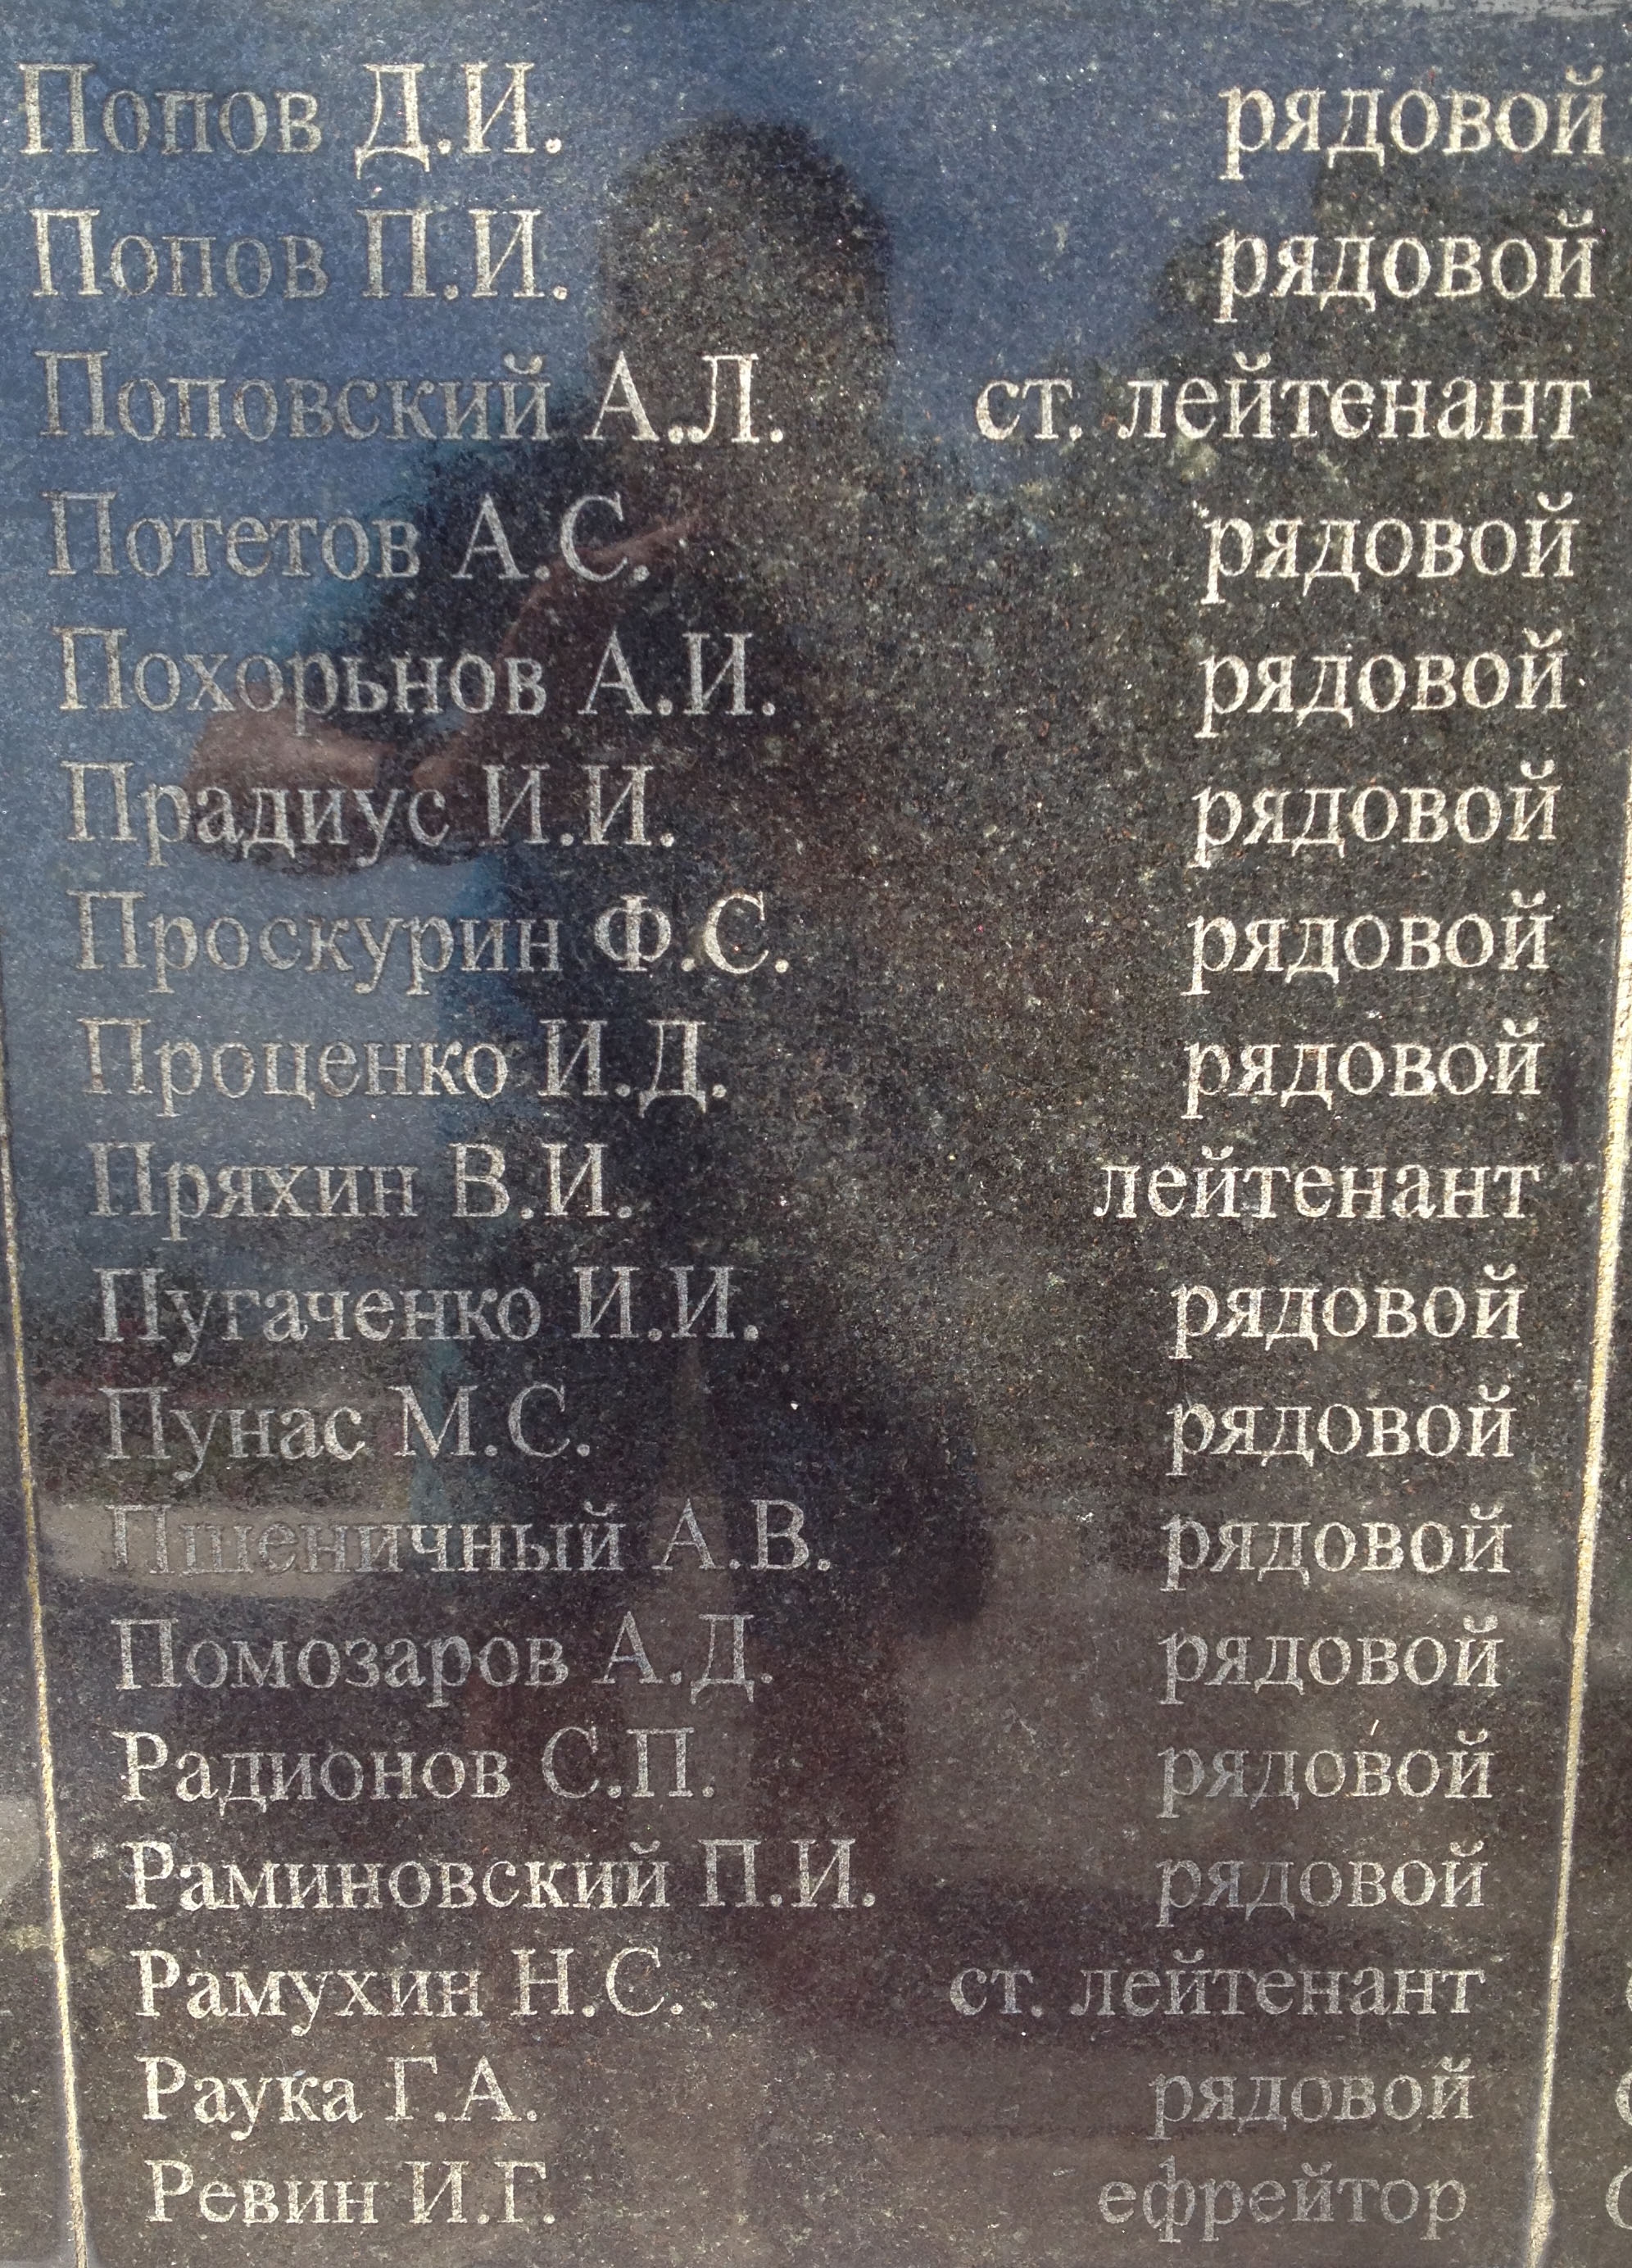 Попов Д.И. рядовой
Попов П.И. рядовой
Поповский А.Л. ст. лейтенант
Потетов А.С. рядовой
Похорьнов А.И. рядовой
Прадиус И.И. рядовой
Проскурин Ф.С. рядовой
Проценко И.Д. рядовой
Пряхин В.И. лейтенант
Пугаченко И.И. рядовой
Пунас М.С. рядовой
Пшеничный А.В. рядовой
Помозаров А.Д. рядовой
Радионов С.П. рядовой
Раминовский П.И. рядовой
Рамухин Н.С. ст. лейтенант
Раука Г.А. рядовой
Ревин И.Г. ефрейтор